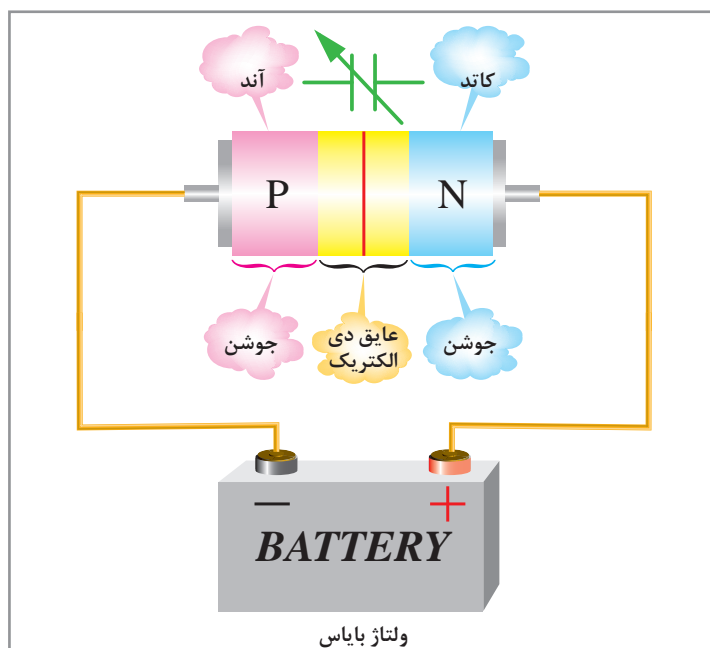 کاتد
آند
P
N
جوشن
عایق دی
الکتریک
جوشن
− +
BATTERY
ولتاژ بایاس